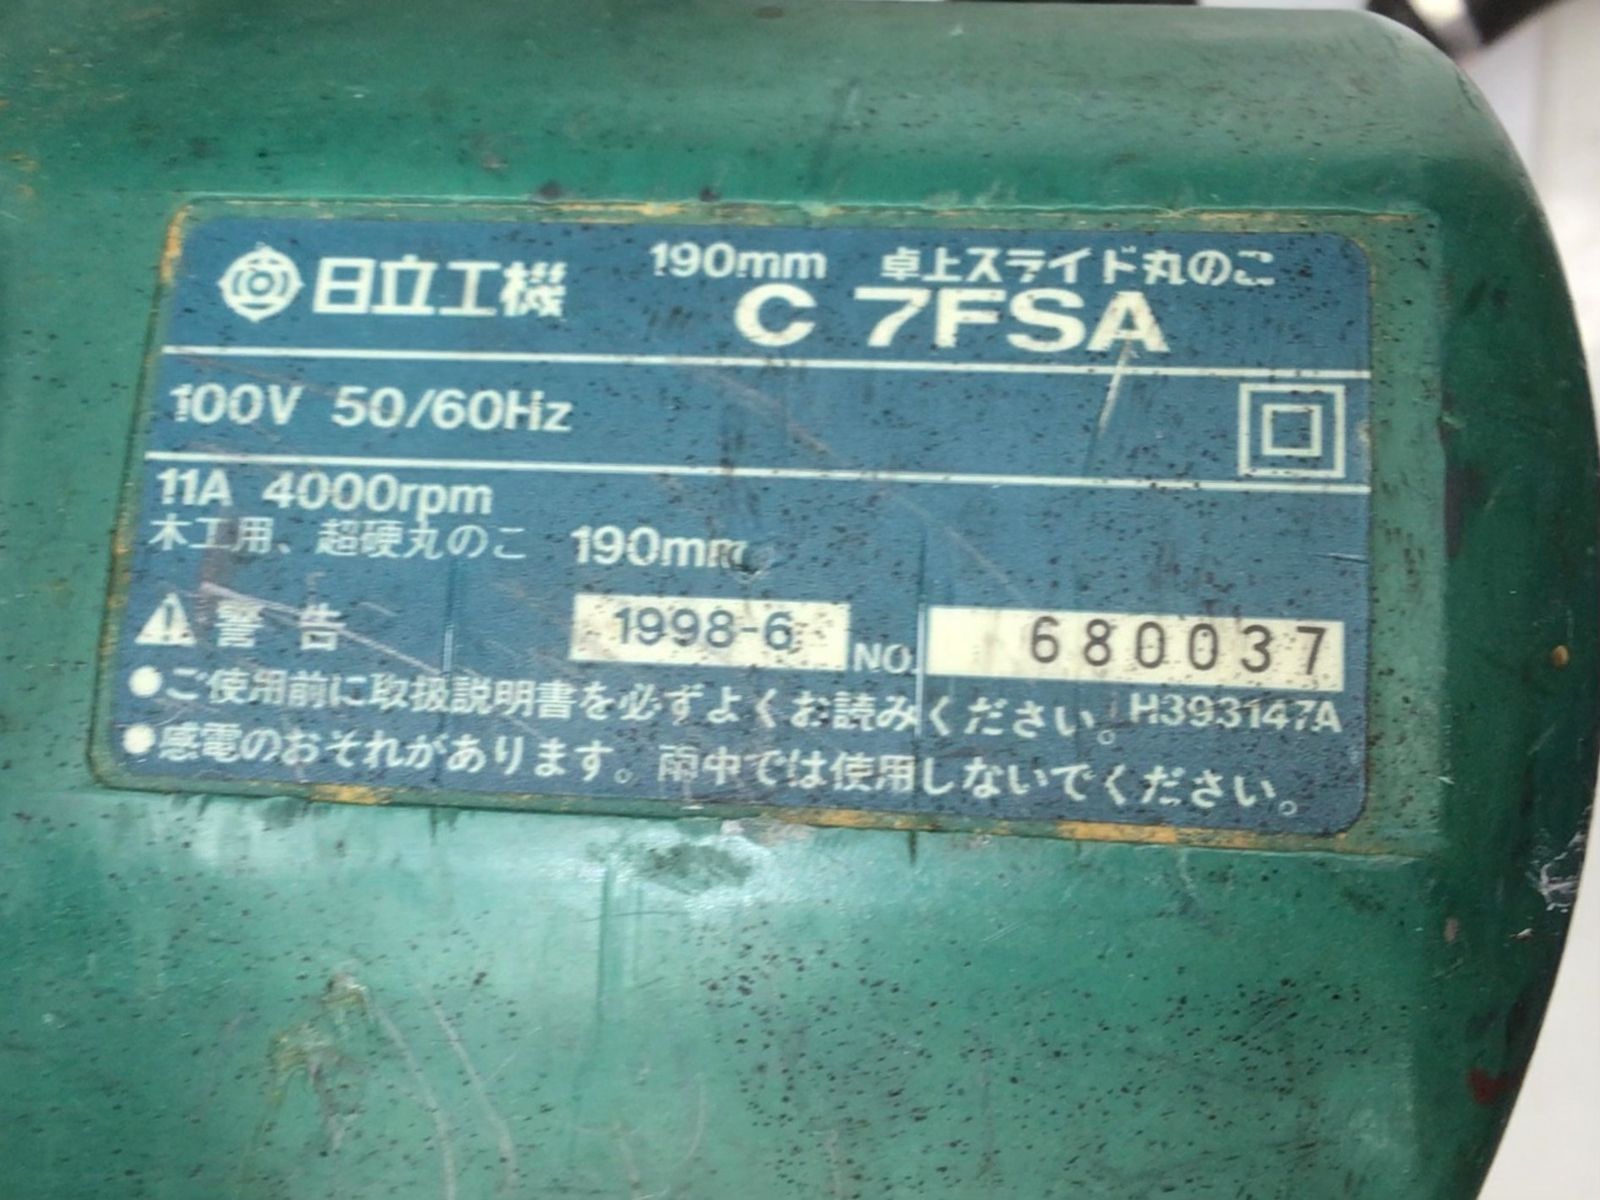 日立工機 190mm 卓上スライド丸のこ
C 7FSA
100V 50/60Hz
11A 4000rpm
木工用、超硬丸のこ 190mm
警告 1998-6 NO. 680037
●ご使用前に取扱説明書を必ずよくお読みください。 H393147A
●感電のおそれがあります。雨中では使用しないでください。